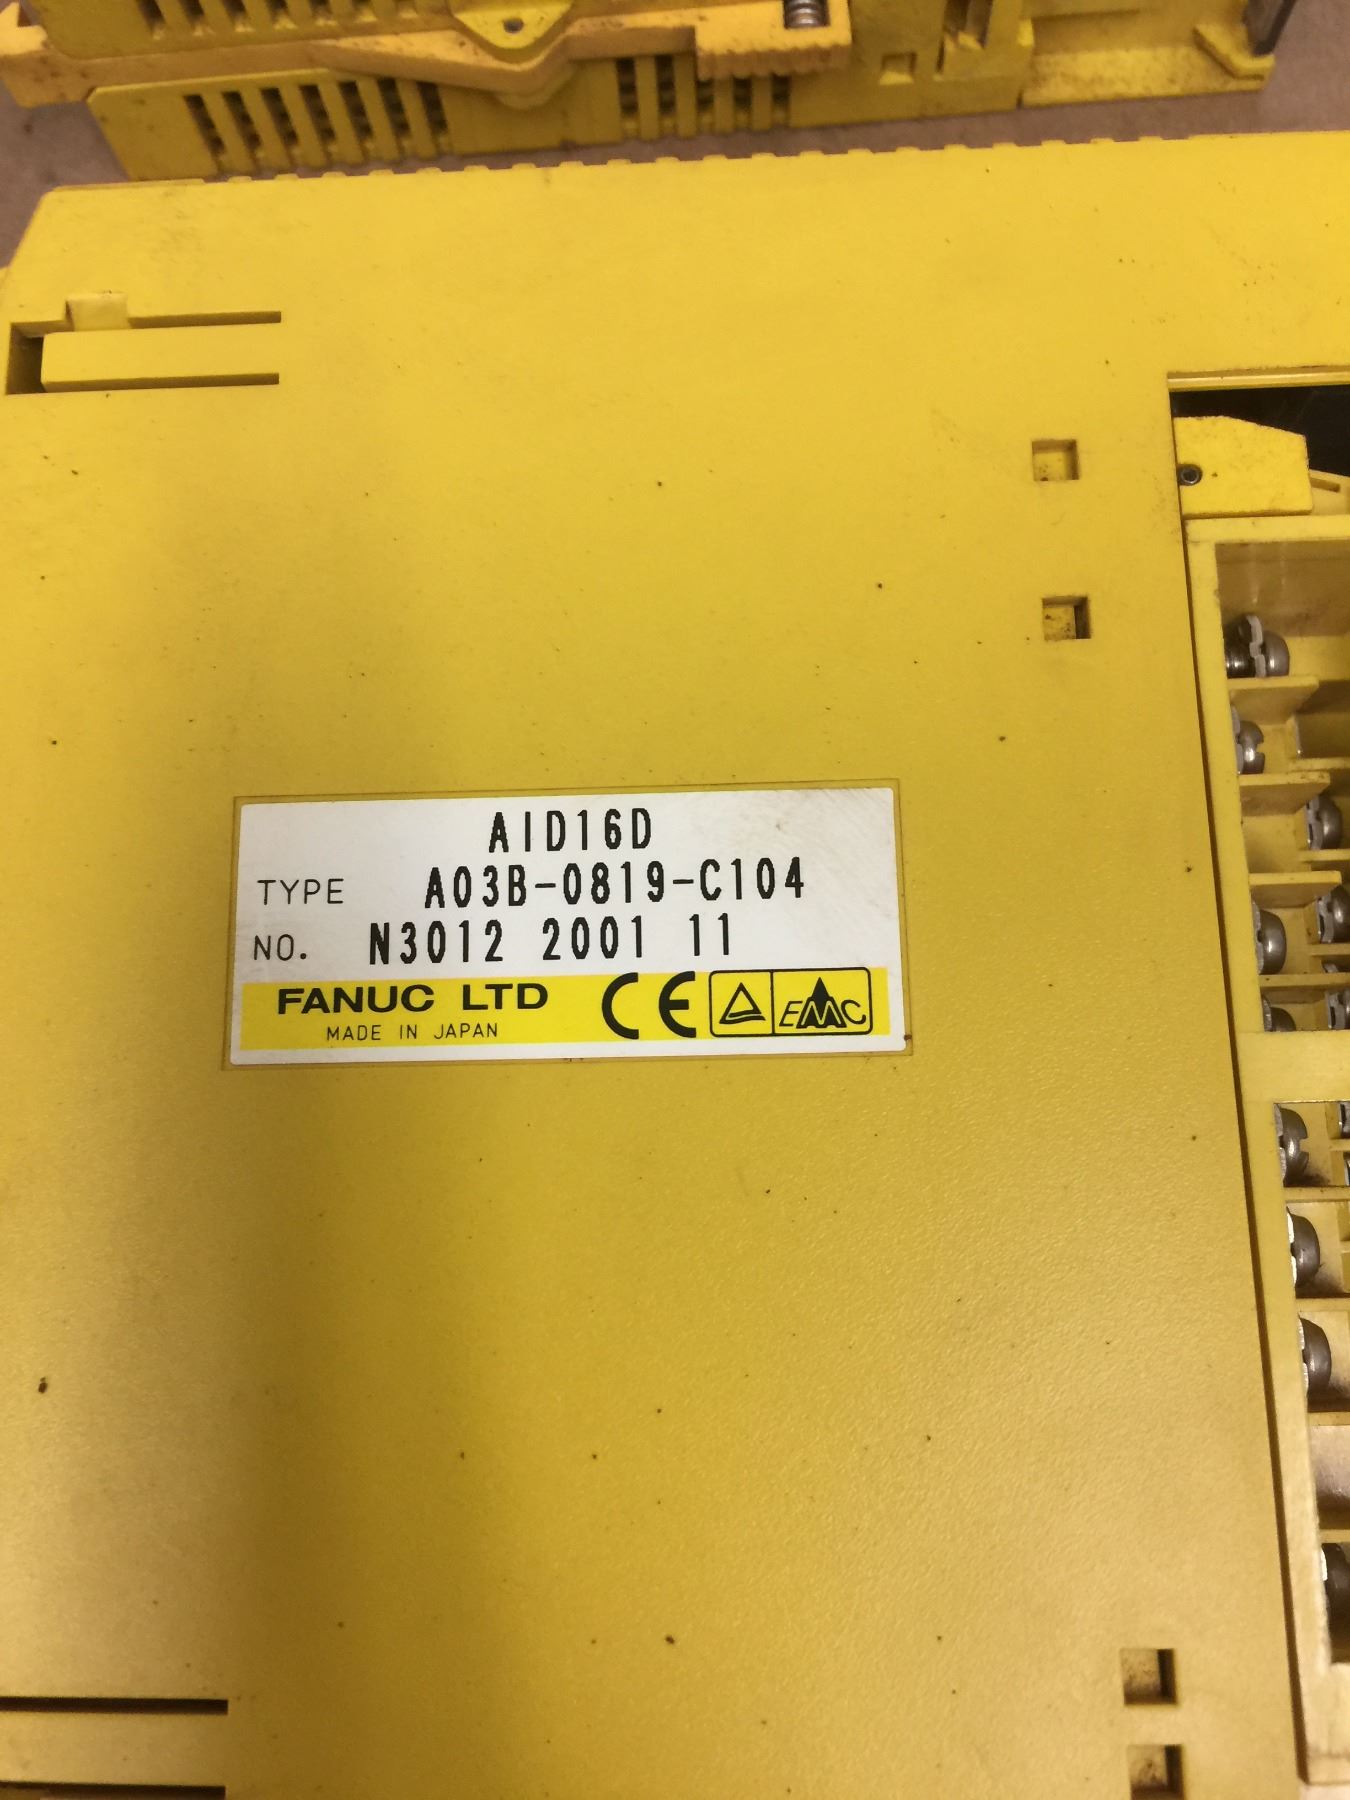 AID16D
TYPE A03B-0819-C104
NO. N3012 2001 11
FANUC LTD CE EMC
MADE IN JAPAN